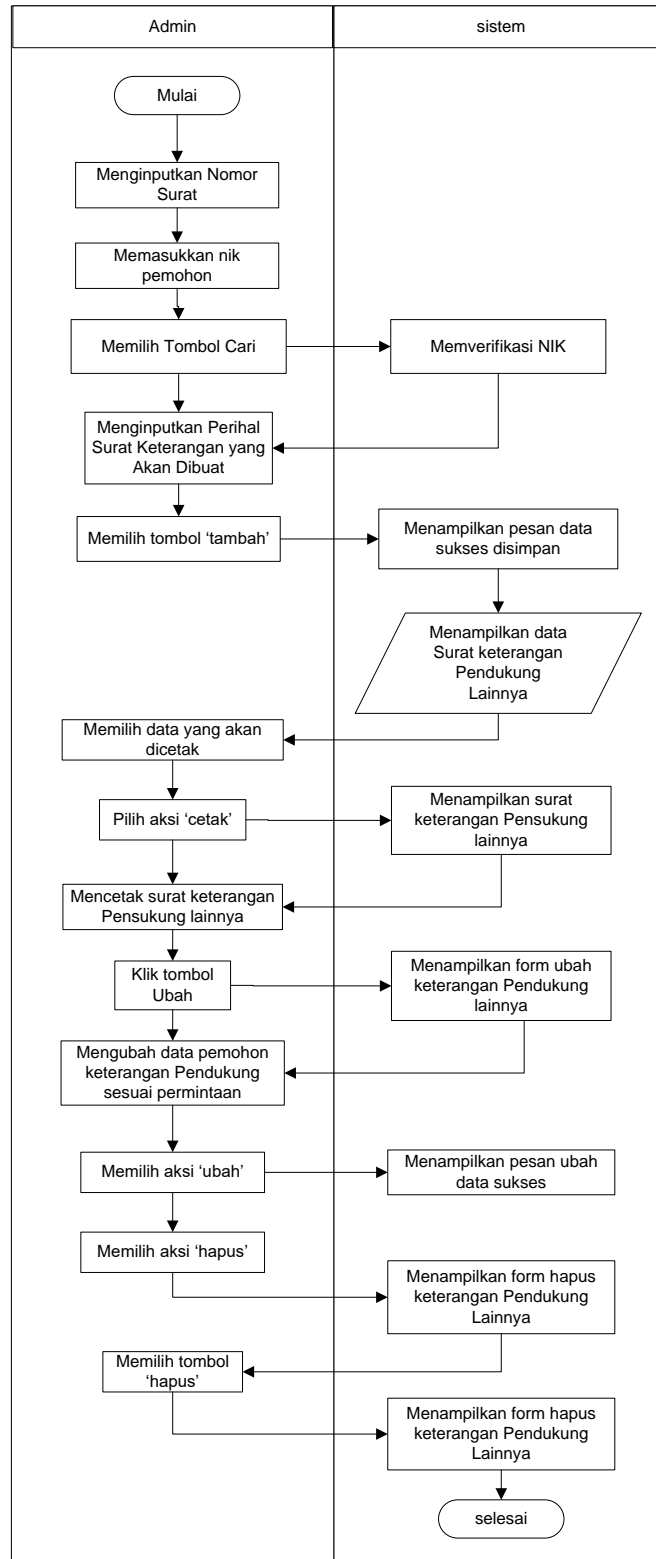 Admin
sistem
Mulai
Menginputkan Nomor
Surat
Memasukkan nik
pemohon
Memilih Tombol Cari
Memverifikasi NIK
Menginputkan Perihal
Surat Keterangan yang
Akan Dibuat
Memilih tombol ‘tambah’
Menampilkan pesan data
sukses disimpan
Menampilkan data
Surat keterangan
Pendukung
Lainnya
Memilih data yang akan
dicetak
Pilih aksi ‘cetak’
Menampilkan surat
keterangan Pensukung
lainnya
Mencetak surat keterangan
Pensukung lainnya
Klik tombol
Ubah
Menampilkan form ubah
keterangan Pendukung
lainnya
Mengubah data pemohon
keterangan Pendukung
sesuai permintaan
Memilih aksi ‘ubah’
Menampilkan pesan ubah
data sukses
Memilih aksi ‘hapus’
Menampilkan form hapus
keterangan Pendukung
Lainnya
Memilih tombol
‘hapus’
Menampilkan form hapus
keterangan Pendukung
Lainnya
selesai